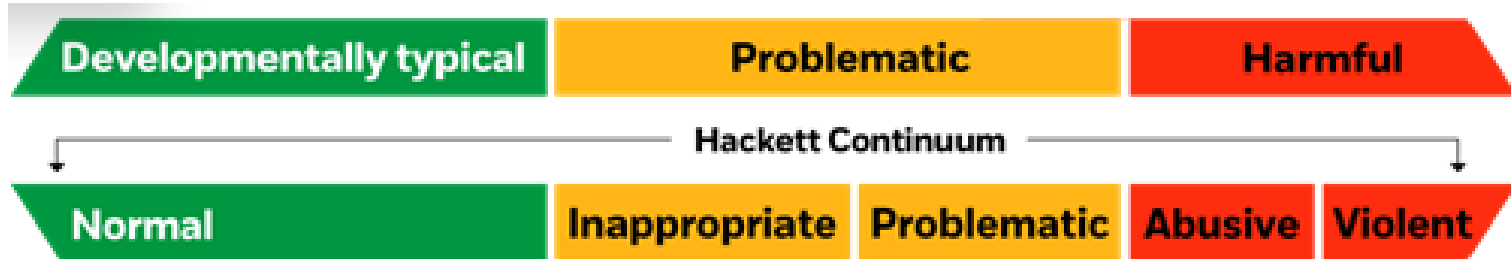 Developmentally typical Problematic Harmful
Hackett Continuum
Normal Inappropriate Problematic Abusive Violent